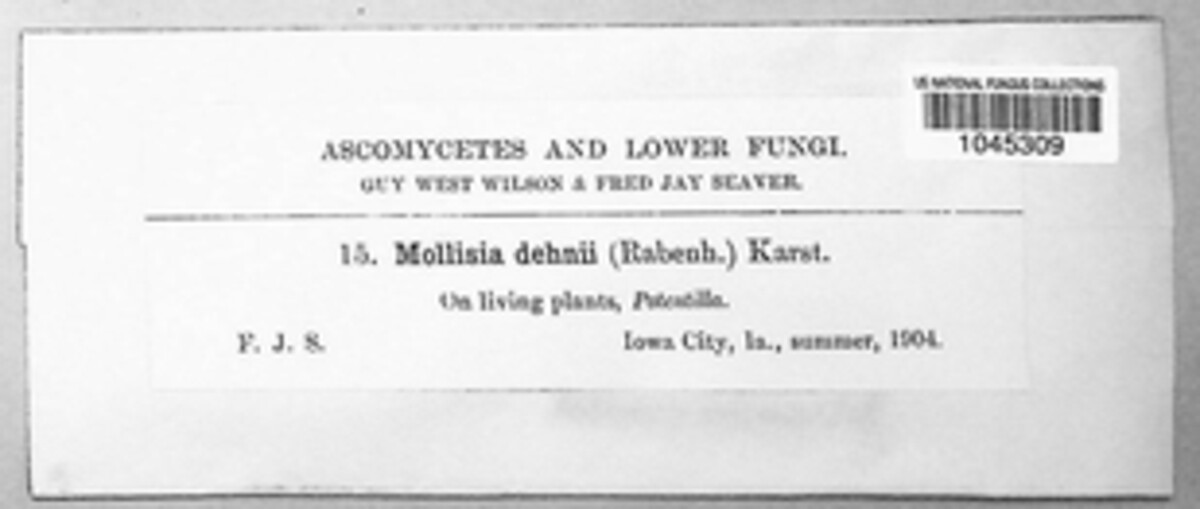 US NATIONAL FUNGUS COLLECTIONS
1045309
ASCOMYCETES AND LOWER FUNGI.
GUY WEST WILSON & FRED JAY SEAVER.
15. Mollisia dehnii (Rabenh.) Karst.
On living plants, Potentilla.
F. J. S. Iowa City, Ia., summer, 1904.